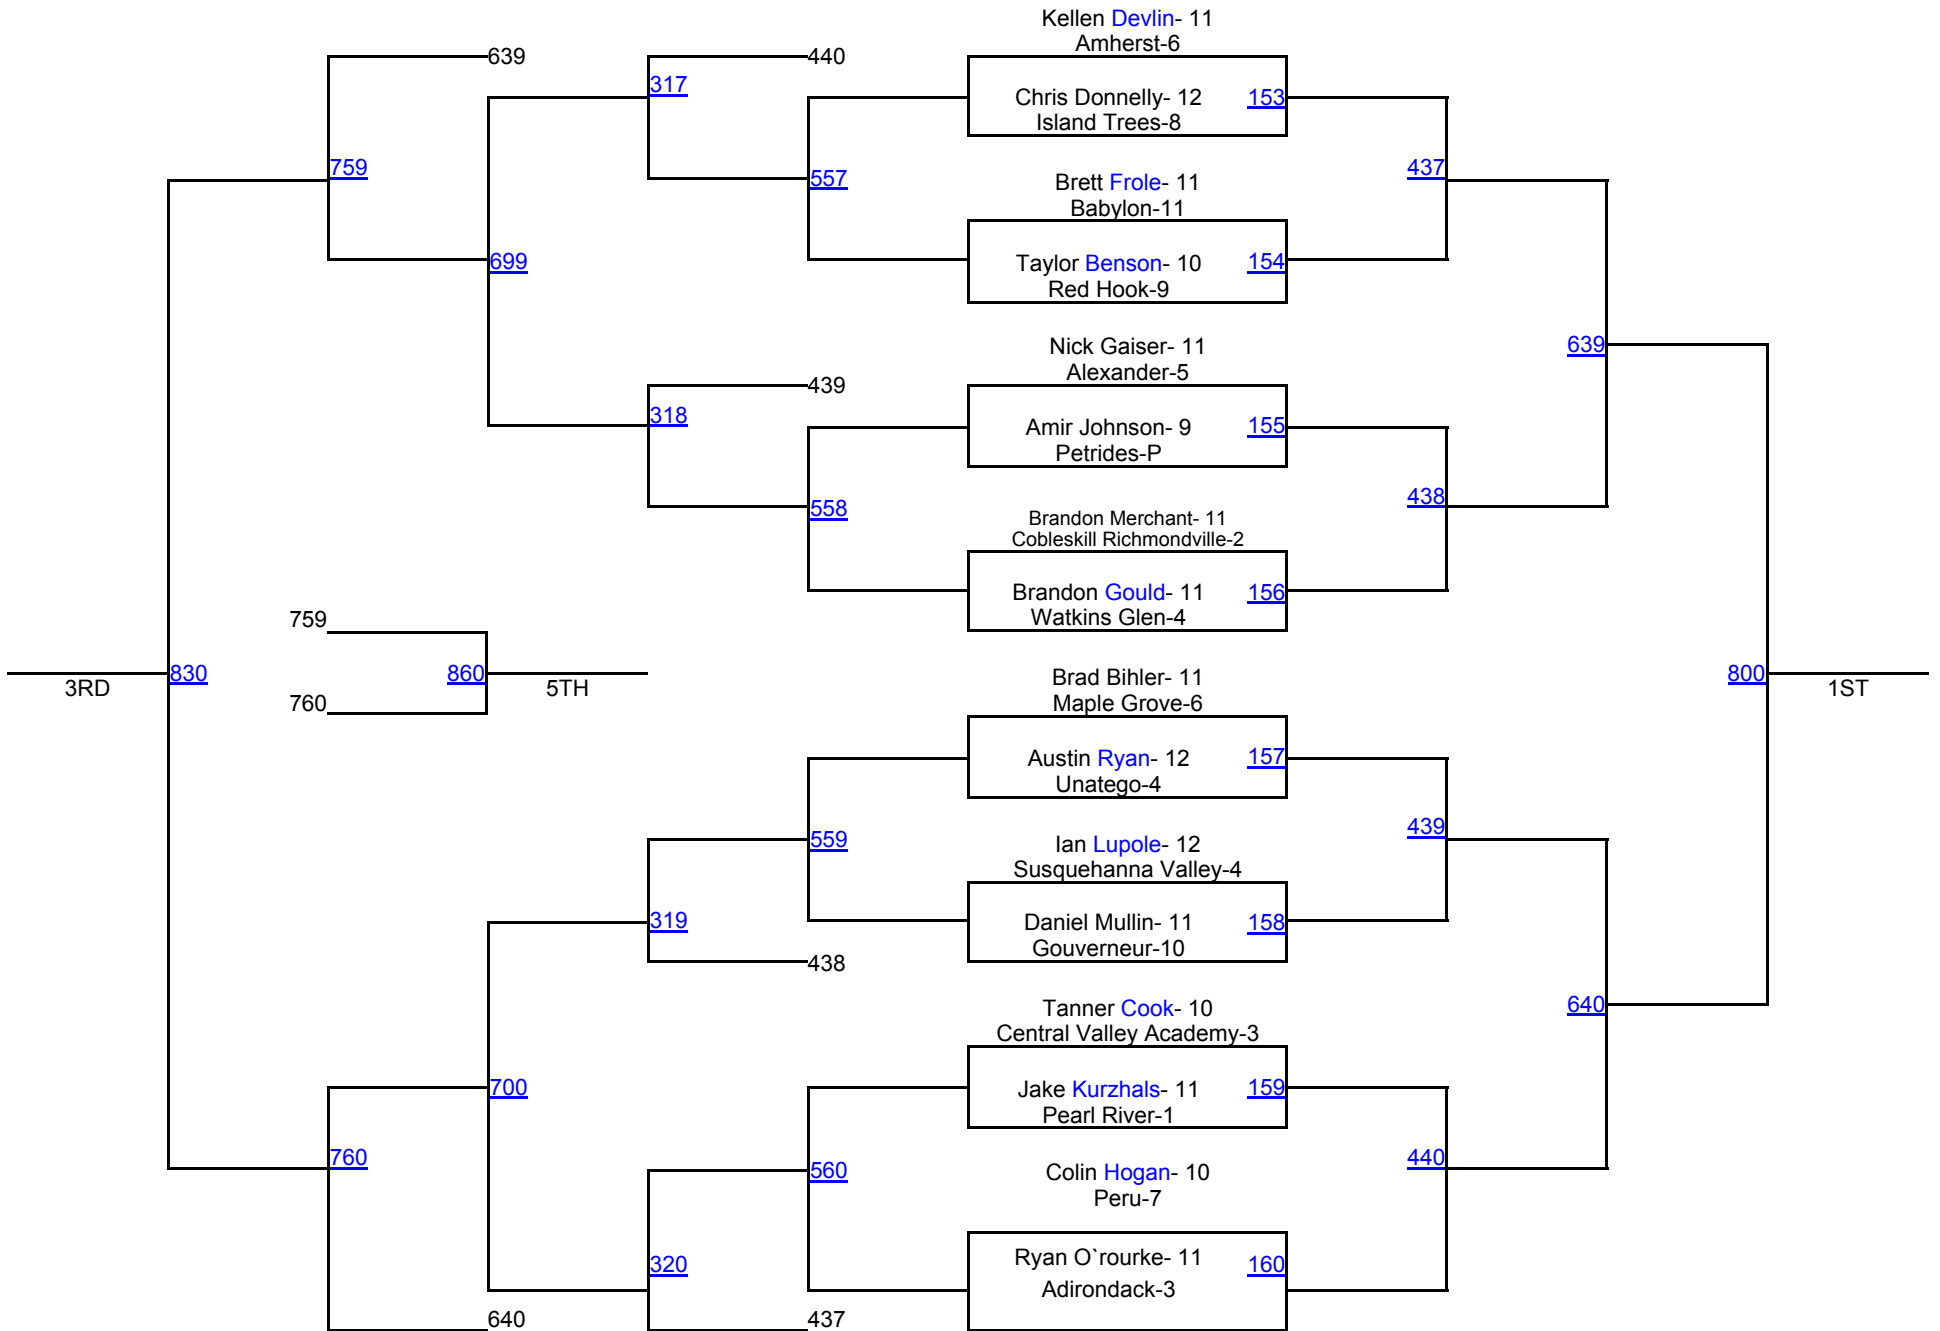 Kellen Devlin- 11
Amherst-6
639
440
317
Chris Donnelly- 12
153
Island Trees-8
759
557
437
Brett Frole- 11
Babylon-11
699
Taylor Benson- 10
154
Red Hook-9
Nick Gaiser- 11
639
Alexander-5
439
318
Amir Johnson- 9
155
Petrides-P
558
438
Brandon Merchant- 11
Cobleskill Richmondville-2
Brandon Gould- 11
156
Watkins Glen-4
759
830
860
Brad Bihler- 11
800
3RD
5TH
1ST
760
Maple Grove-6
Austin Ryan- 12
157
Unatego-4
559
439
Ian Lupole- 12
Susquehanna Valley-4
319
Daniel Mullin- 11
158
Gouverneur-10
438
Tanner Cook- 10
640
Central Valley Academy-3
700
Jake Kurzhals- 11
159
Pearl River-1
760
560
440
Colin Hogan- 10
Peru-7
320
Ryan O`rourke- 11
160
Adirondack-3
640
437